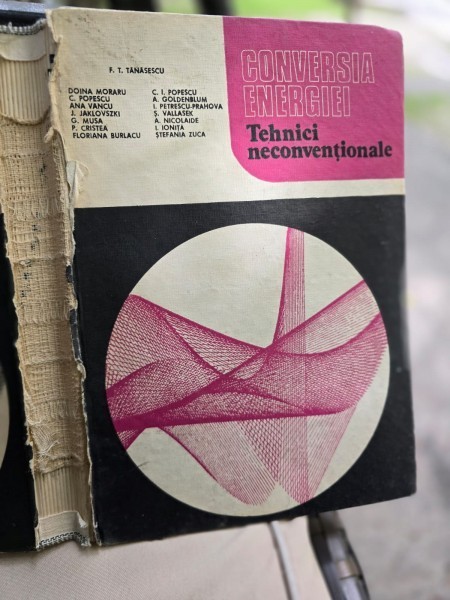 F. T. TĂNĂSESCU
DOINA MORARU
C. POPESCU
ANA VANCU
J. JAKLOVSZKI
G. MUSA
P. CRISTEA
FLORIANA BURLACU
C. I. POPESCU
A. GOLDENBLUM
I. PETRESCU-PRAHOVA
Ș. VALLASEK
A. NICOLAIDE
I. IONIȚA
ȘTEFANIA ZUCA
CONVERSIA
ENERGIEI
Tehnici
neconvenționale